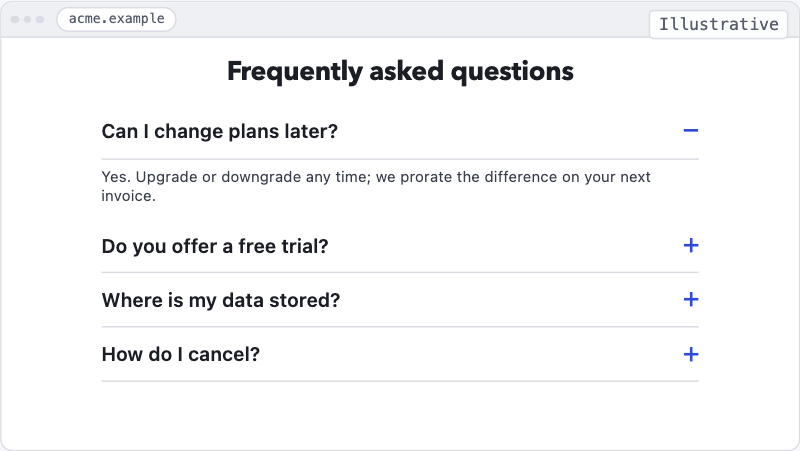 acme.example
Illustrative
Frequently asked questions
Can I change plans later?
Yes. Upgrade or downgrade any time; we prorate the difference on your next
invoice.
Do you offer a free trial?
Where is my data stored?
How do I cancel?